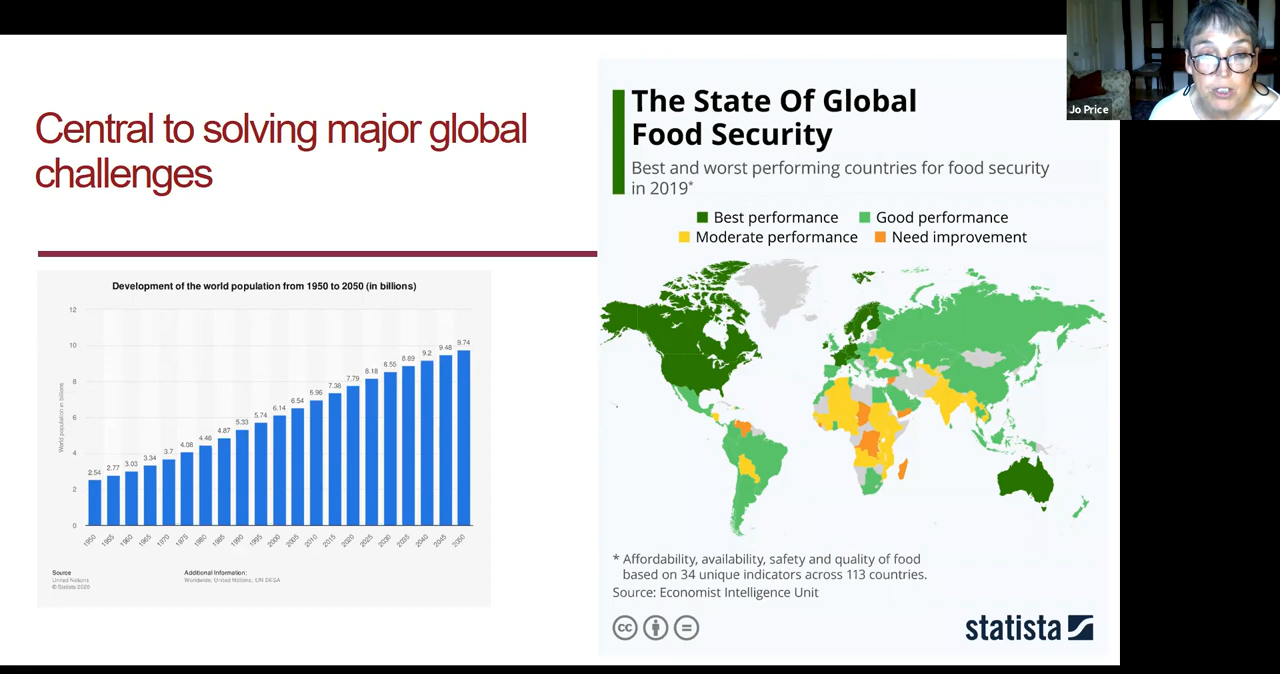 Central to solving major global
challenges
Development of the world population from 1950 to 2050 (in billions)
World population in billions
12
10
8
6
4
2
0
2.54 2.77 3.03 3.34 3.7 4.08 4.46 4.87 5.33 5.74 6.14 6.54 6.96 7.38 7.79 8.18 8.55 8.89 9.2 9.48 9.74
1950 1955 1960 1965 1970 1975 1980 1985 1990 1995 2000 2005 2010 2015 2020 2025 2030 2035 2040 2045 2050
Source
United Nations
© Statista 2020
Additional Information:
Worldwide, United Nations, UN DESA
The State Of Global
Food Security
Best and worst performing countries for food security
in 2019*
Best performance Good performance
Moderate performance Need improvement
* Affordability, availability, safety and quality of food
based on 34 unique indicators across 113 countries.
Source: Economist Intelligence Unit
cc
statista
Jo Price